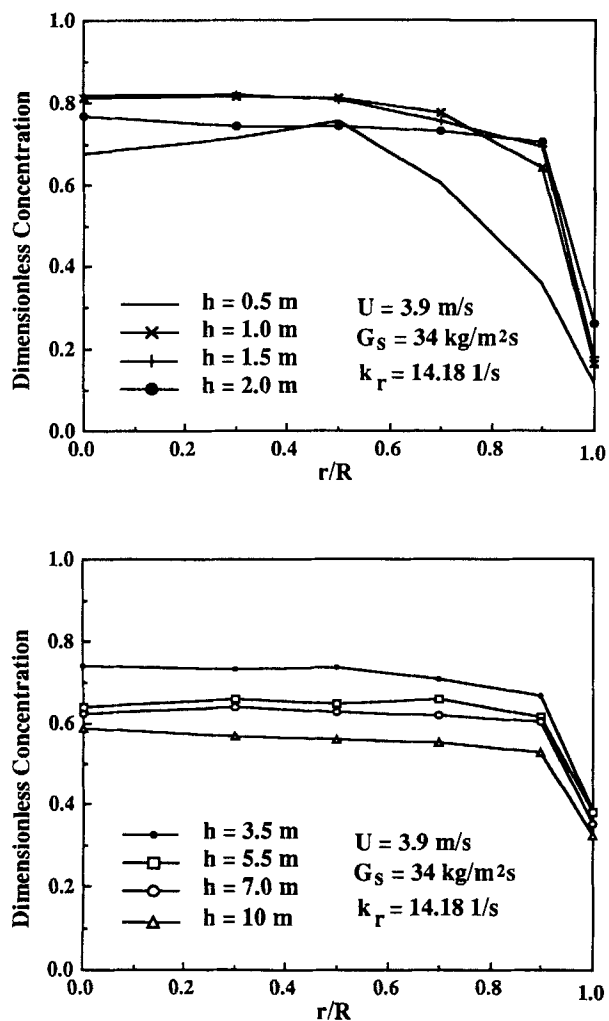 1.0
0.8
0.6
0.4
0.2
0.0
Dimensionless Concentration
h = 0.5 m
h = 1.0 m
h = 1.5 m
h = 2.0 m
U = 3.9 m/s
Gs = 34 kg/m²s
kr = 14.18 1/s
0.0 0.2 0.4 0.6 0.8 1.0
r/R
1.0
0.8
0.6
0.4
0.2
0.0
Dimensionless Concentration
h = 3.5 m
h = 5.5 m
h = 7.0 m
h = 10 m
U = 3.9 m/s
Gs = 34 kg/m²s
kr = 14.18 1/s
0.0 0.2 0.4 0.6 0.8 1.0
r/R